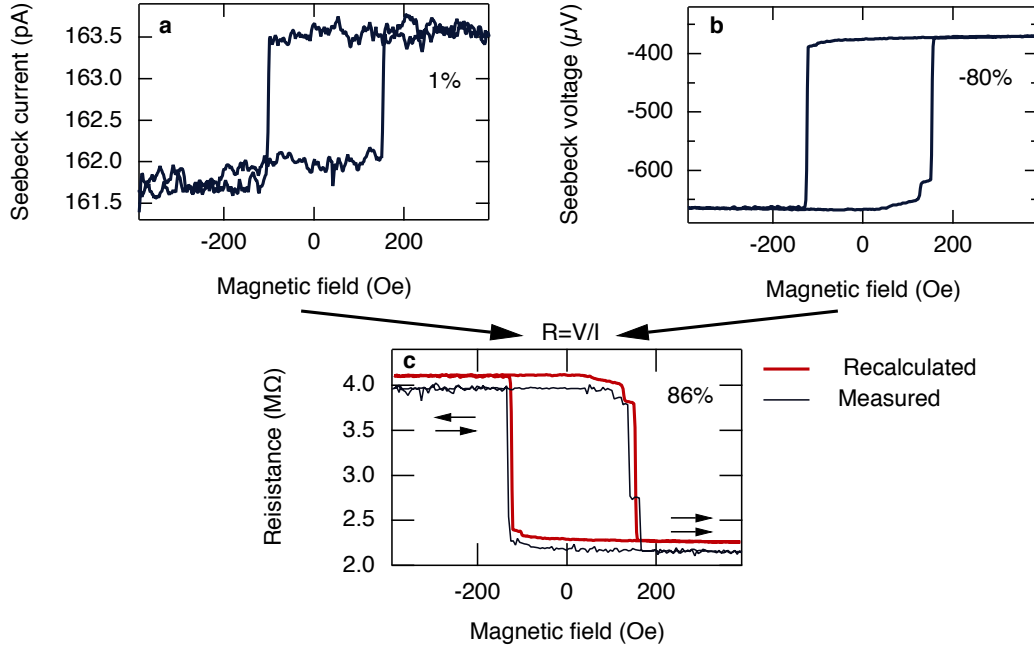 a
Seebeck current (pA)
163.5
163.0
162.5
162.0
161.5
1%
-200
0
200
Magnetic field (Oe)
b
Seebeck voltage (µV)
-400
-500
-600
-80%
-200
0
200
Magnetic field (Oe)
R=V/I
c
Reisistance (MΩ)
4.0
3.5
3.0
2.5
2.0
86%
-200
0
200
Magnetic field (Oe)
Recalculated
Measured